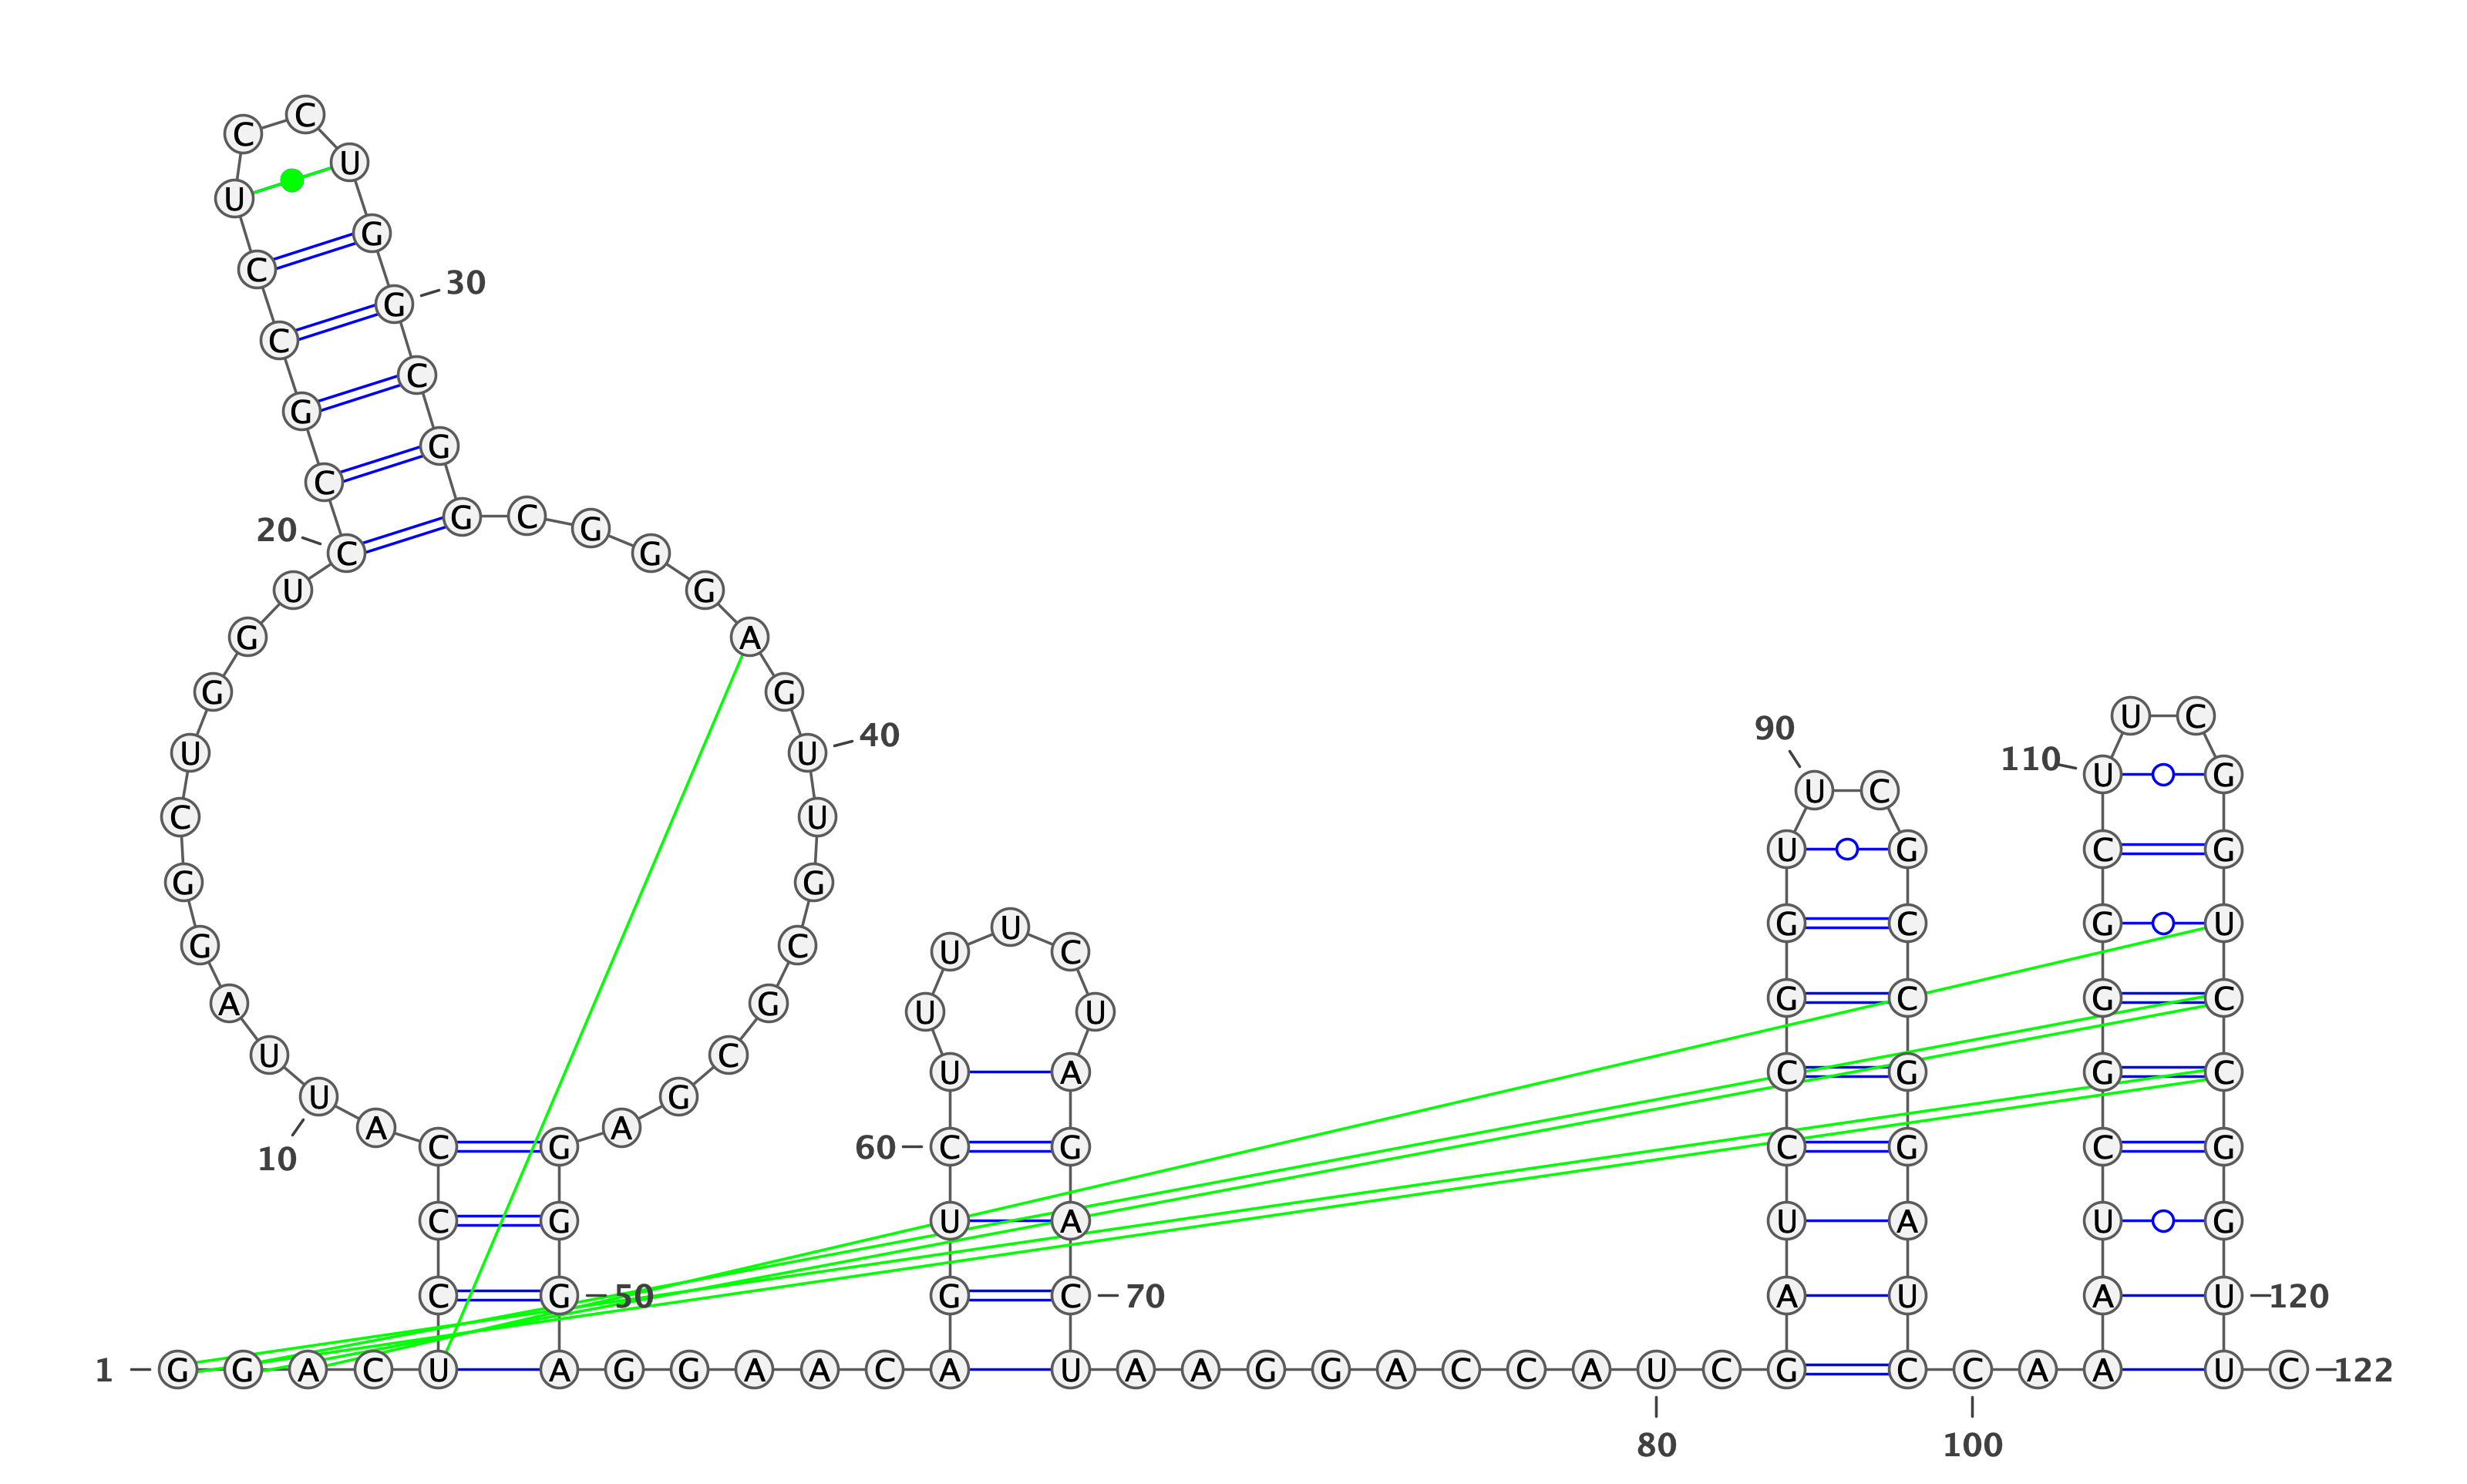 C
C
U
U
G
C
30
G
C
C
G
G
C
G C
20 G
C G
U G
G A
G G
U C
90
40
U U
110 U G
U C
C U
U G C G
G G
U G C G U
G C U C
G C G C
A G U U
U C
U A C G G C
U G
A A
C G 60 C G C G C G
10
C G U A U A U G
C G 50 G C 70 A U A U 120
1 G G A C U A G G A A C A U A A G G A C C A U C G C C A A U C 122
80 100